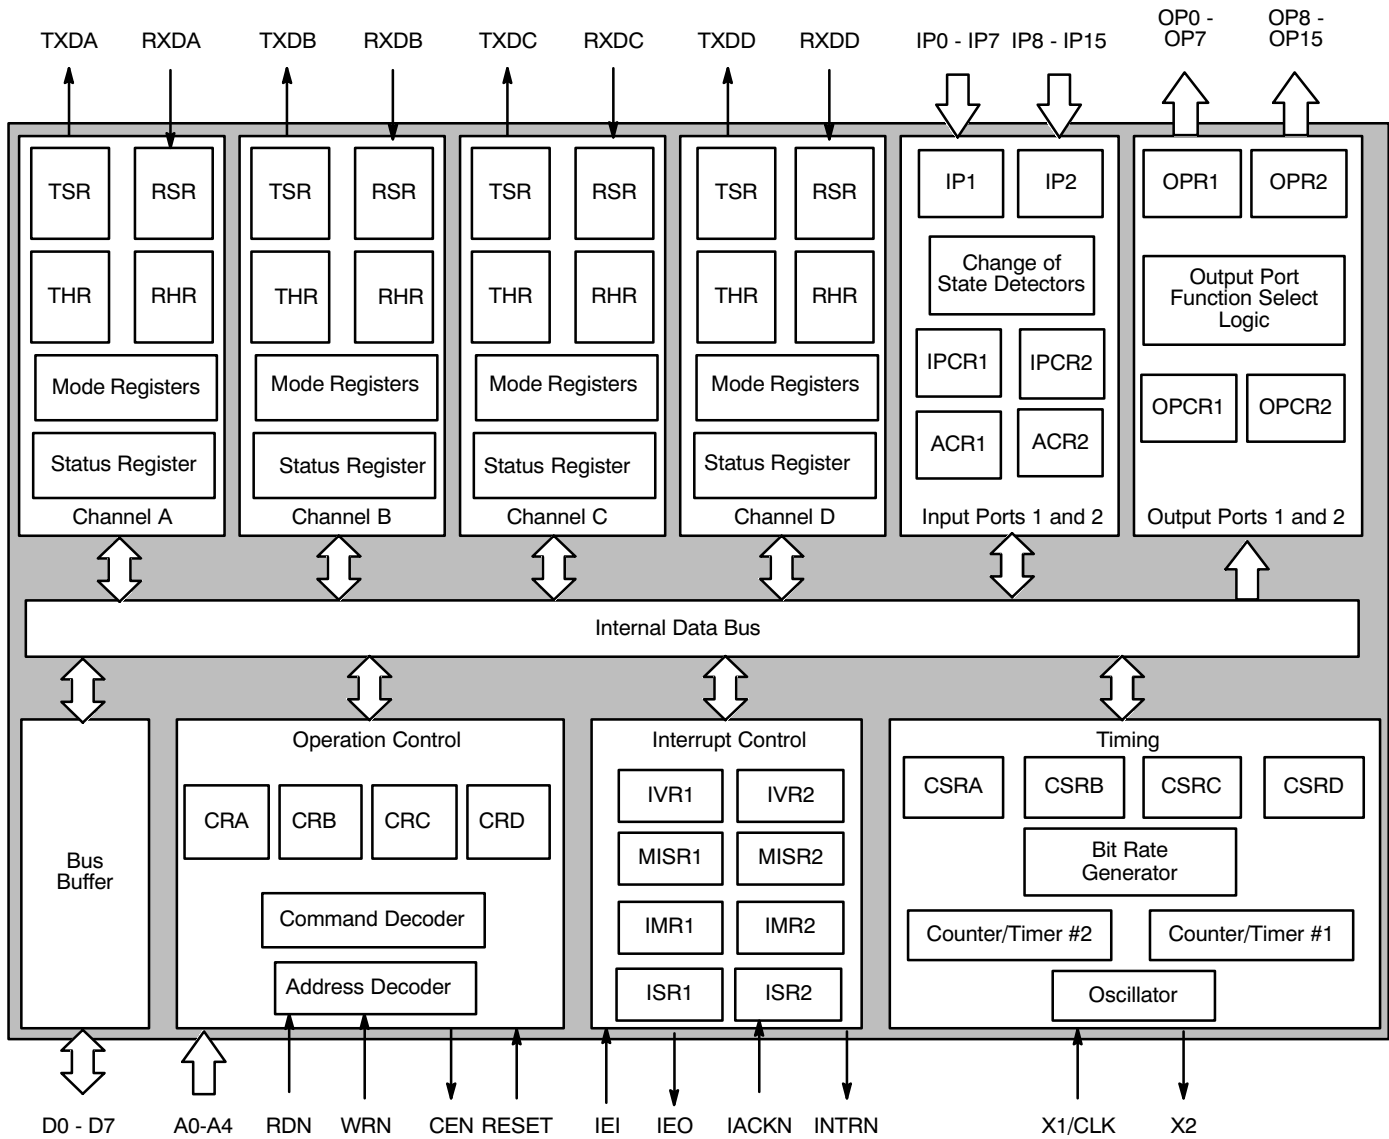 TXDA RXDA TXDB RXDB TXDC RXDC TXDD RXDD IP0 - IP7 IP8 - IP15 OP0 - OP7 OP8 - OP15
TSR RSR TSR RSR TSR RSR TSR RSR IP1 IP2 OPR1 OPR2
THR RHR THR RHR THR RHR THR RHR
Change of
State Detectors
Output Port
Function Select
Logic
Mode Registers Mode Registers Mode Registers Mode Registers IPCR1 IPCR2 OPCR1 OPCR2
Status Register Status Register Status Register Status Register ACR1 ACR2
Channel A Channel B Channel C Channel D Input Ports 1 and 2 Output Ports 1 and 2
Internal Data Bus
Bus
Buffer
Operation Control
CRA CRB CRC CRD
Command Decoder
Address Decoder
Interrupt Control
IVR1 IVR2
MISR1 MISR2
IMR1 IMR2
ISR1 ISR2
Timing
CSRA CSRB CSRC CSRD
Bit Rate
Generator
Counter/Timer #2 Counter/Timer #1
Oscillator
D0 - D7 A0-A4 RDN WRN CEN RESET IEI IEO IACKN INTRN X1/CLK X2